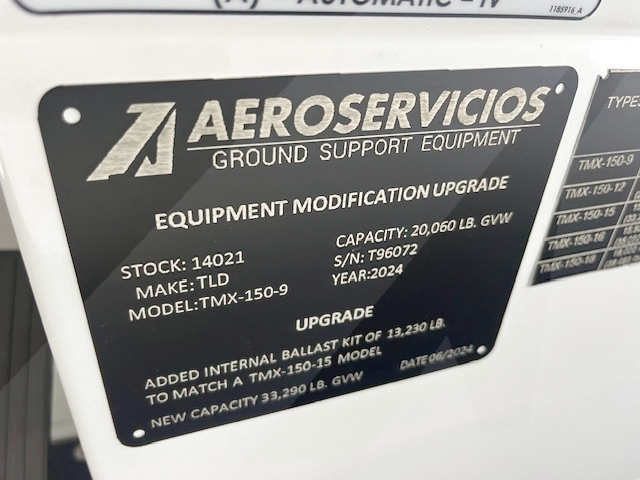 (A) - AUTOMATIC - IV
1185916_A
AEROSERVICIOS
GROUND SUPPORT EQUIPMENT
EQUIPMENT MODIFICATION UPGRADE
STOCK: 14021
MAKE: TLD
MODEL:TMX-150-9
CAPACITY: 20,060 LB. GVW
S/N: T96072
YEAR:2024
UPGRADE
ADDED INTERNAL BALLAST KIT OF 13,230 LB.
TO MATCH A TMX-150-15 MODEL
DATE 06/2024
NEW CAPACITY 33,290 LB. GVW
TYPES
TMX-150-9
TMX-150-12
TMX-150-15
TMX-150-16
TMX-150-18